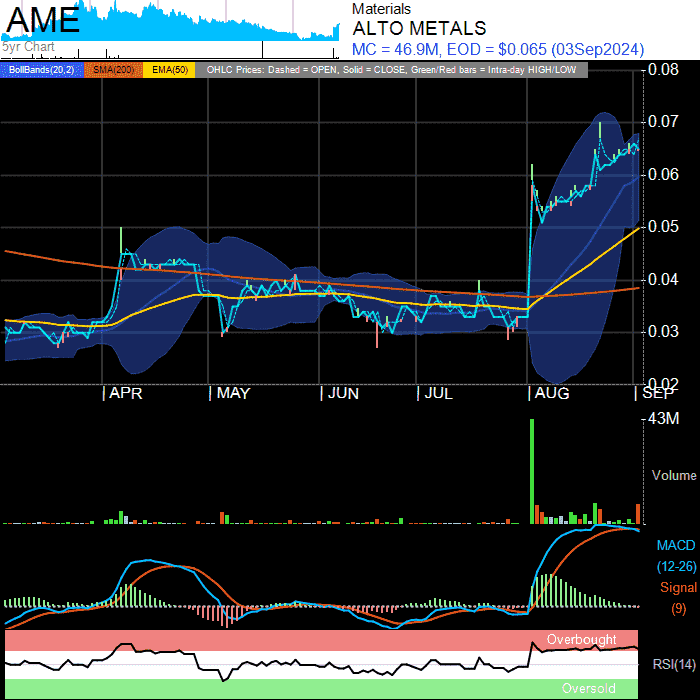 AME
5yr Chart
Materials
ALTO METALS
MC = 46.9M, EOD = $0.065 (03Sep2024)
BollBands(20,2) SMA(200) EMA(50) OHLC Prices: Dashed = OPEN, Solid = CLOSE, Green/Red bars = Intra-day HIGH/LOW
0.08
0.07
0.06
0.05
0.04
0.03
0.02
APR MAY JUN JUL AUG SEP
43M
Volume
MACD
(12-26)
Signal
(9)
Overbought
RSI(14)
Oversold